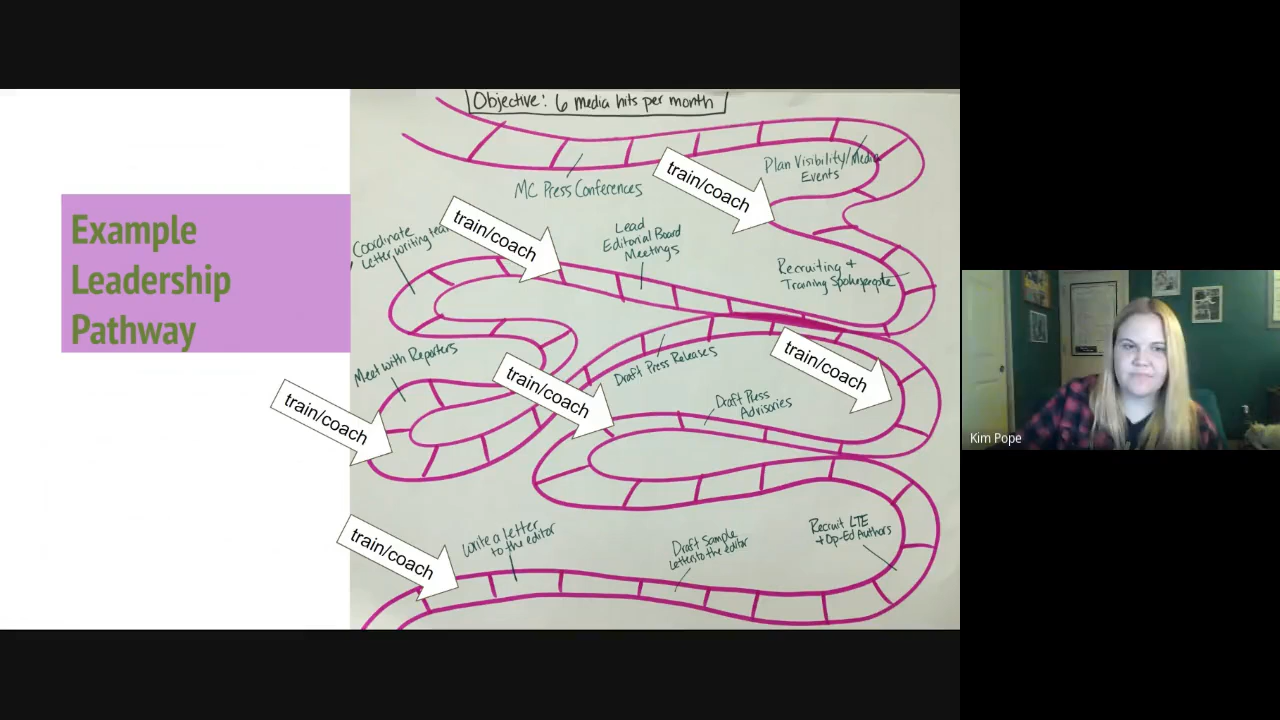 Example
Leadership
Pathway
Objective: 6 media hits per month
MC Press Conferences
train/coach
Plan Visibility/Media
Events
Coordinate
Letter writing team
train/coach
Lead
Editorial Board
Meetings
Recruiting +
Training Spokespeople
Meet with Reporters
train/coach
train/coach
Draft Press Releases
train/coach
Draft Press
Advisories
train/coach
Write a letter
to the editor
Draft Sample
Letter to the editor
Recruit LTE
+ Op-Ed Authors
Kim Pope